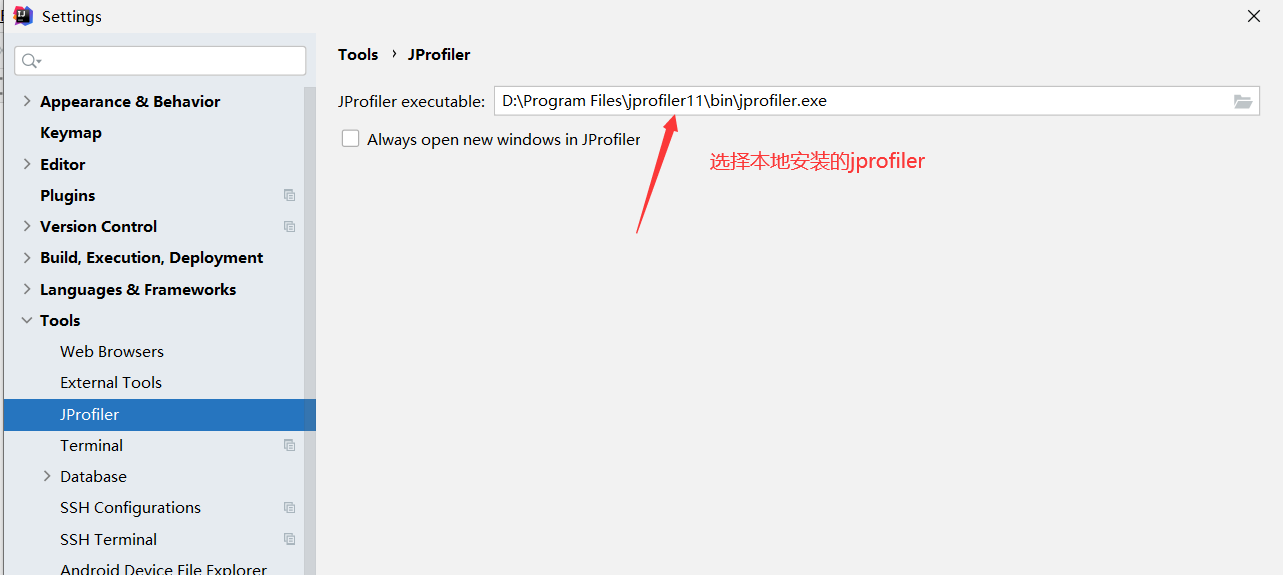 Settings
Tools › JProfiler
Appearance & Behavior
JProfiler executable: D:\Program Files\jprofiler11\bin\jprofiler.exe
Keymap
Always open new windows in JProfiler
选择本地安装的jprofiler
Editor
Plugins
Version Control
Build, Execution, Deployment
Languages & Frameworks
Tools
Web Browsers
External Tools
JProfiler
Terminal
Database
SSH Configurations
SSH Terminal
Android Device File Explorer